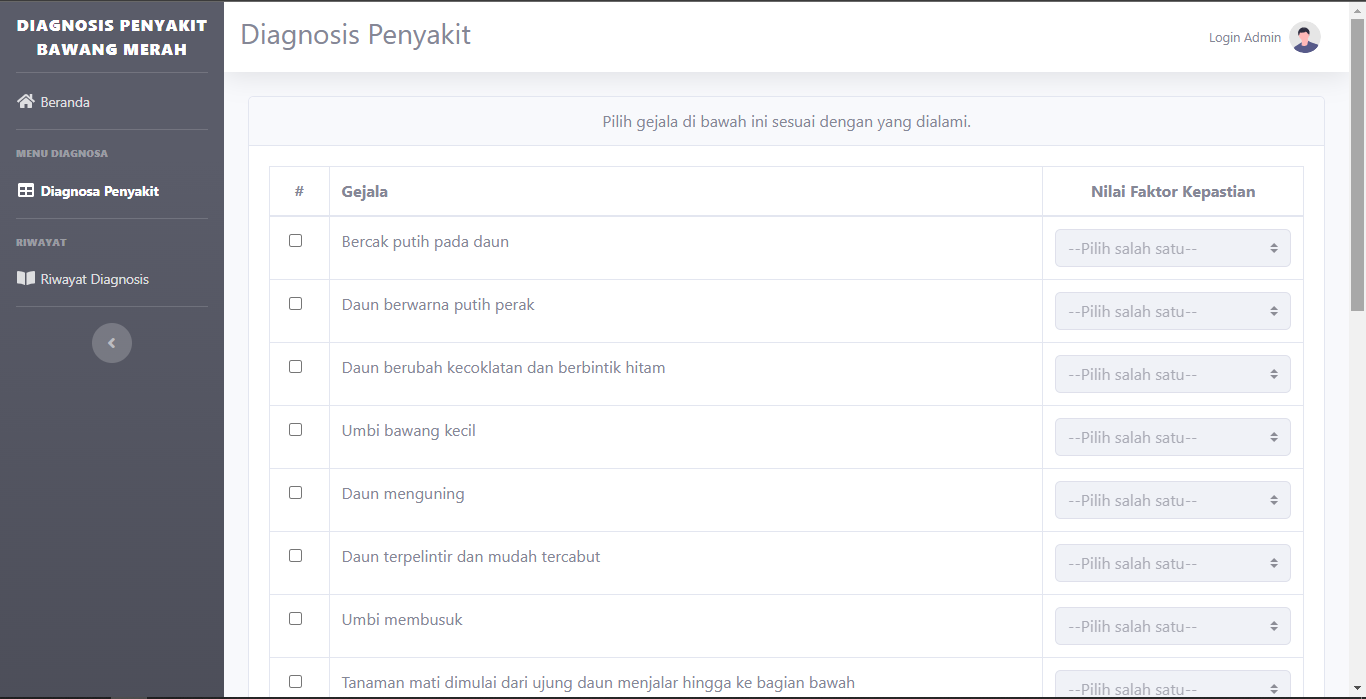 DIAGNOSIS PENYAKIT
BAWANG MERAH
Beranda
MENU DIAGNOSA
Diagnosa Penyakit
RIWAYAT
Riwayat Diagnosis
Diagnosis Penyakit
Login Admin
Pilih gejala di bawah ini sesuai dengan yang dialami.
# Gejala Nilai Faktor Kepastian
Bercak putih pada daun --Pilih salah satu--
Daun berwarna putih perak --Pilih salah satu--
Daun berubah kecoklatan dan berbintik hitam --Pilih salah satu--
Umbi bawang kecil --Pilih salah satu--
Daun menguning --Pilih salah satu--
Daun terpelintir dan mudah tercabut --Pilih salah satu--
Umbi membusuk --Pilih salah satu--
Tanaman mati dimulai dari ujung daun menjalar hingga ke bagian bawah --Pilih salah satu--